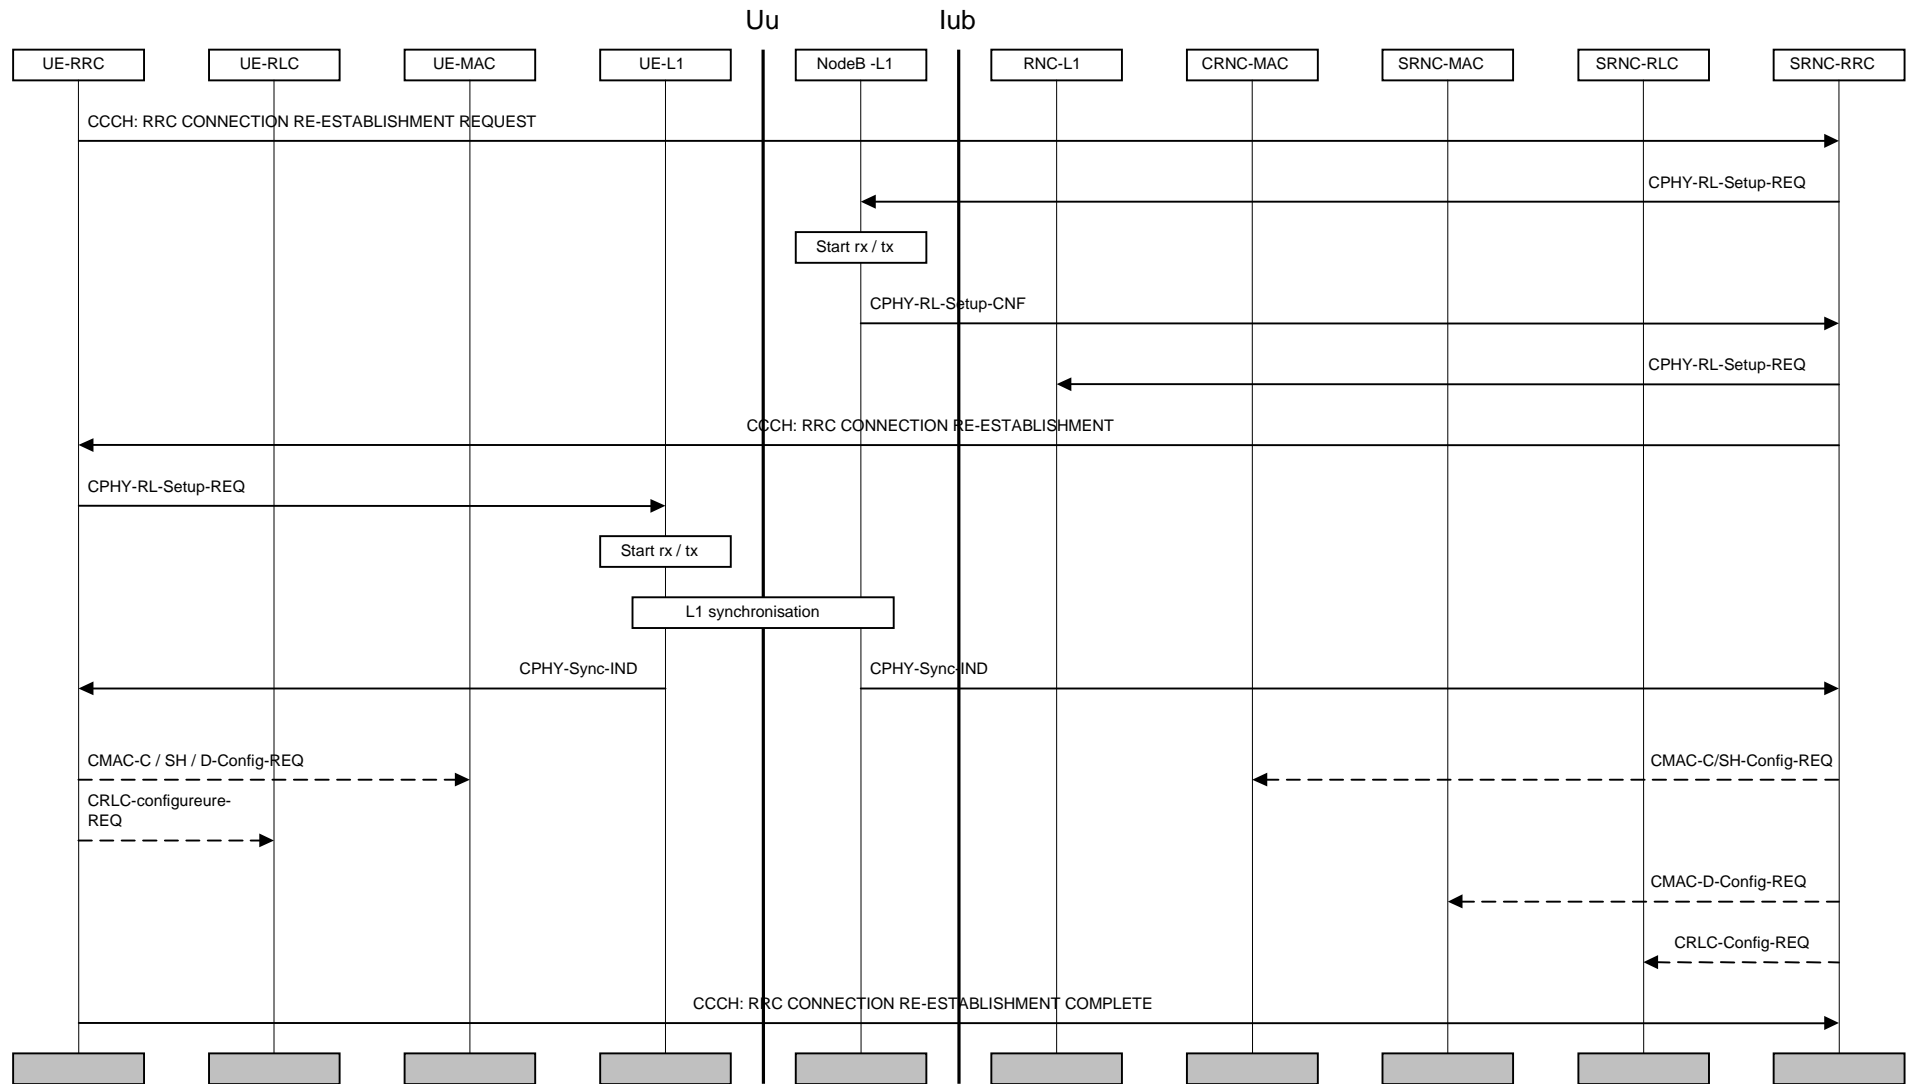 Uu Iub
UE-RRC UE-RLC UE-MAC UE-L1 NodeB -L1 RNC-L1 CRNC-MAC SRNC-MAC SRNC-RLC SRNC-RRC
CCCH: RRC CONNECTION RE-ESTABLISHMENT REQUEST
CPHY-RL-Setup-REQ
Start rx / tx
CPHY-RL-Setup-CNF
CPHY-RL-Setup-REQ
CCCH: RRC CONNECTION RE-ESTABLISHMENT
CPHY-RL-Setup-REQ
Start rx / tx
L1 synchronisation
CPHY-Sync-IND CPHY-Sync-IND
CMAC-C / SH / D-Config-REQ CMAC-C/SH-Config-REQ
CRLC-configureure-
REQ
CMAC-D-Config-REQ
CRLC-Config-REQ
CCCH: RRC CONNECTION RE-ESTABLISHMENT COMPLETE